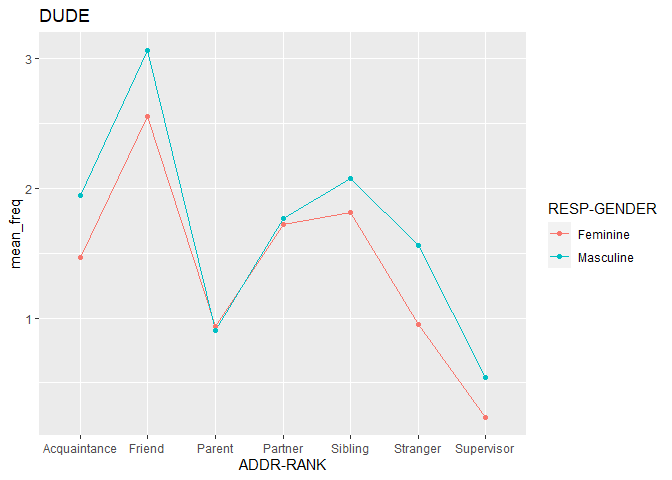 DUDE
3
2
1
mean_freq
Acquaintance Friend Parent Partner Sibling Stranger Supervisor
ADDR-RANK
RESP-GENDER
Feminine
Masculine